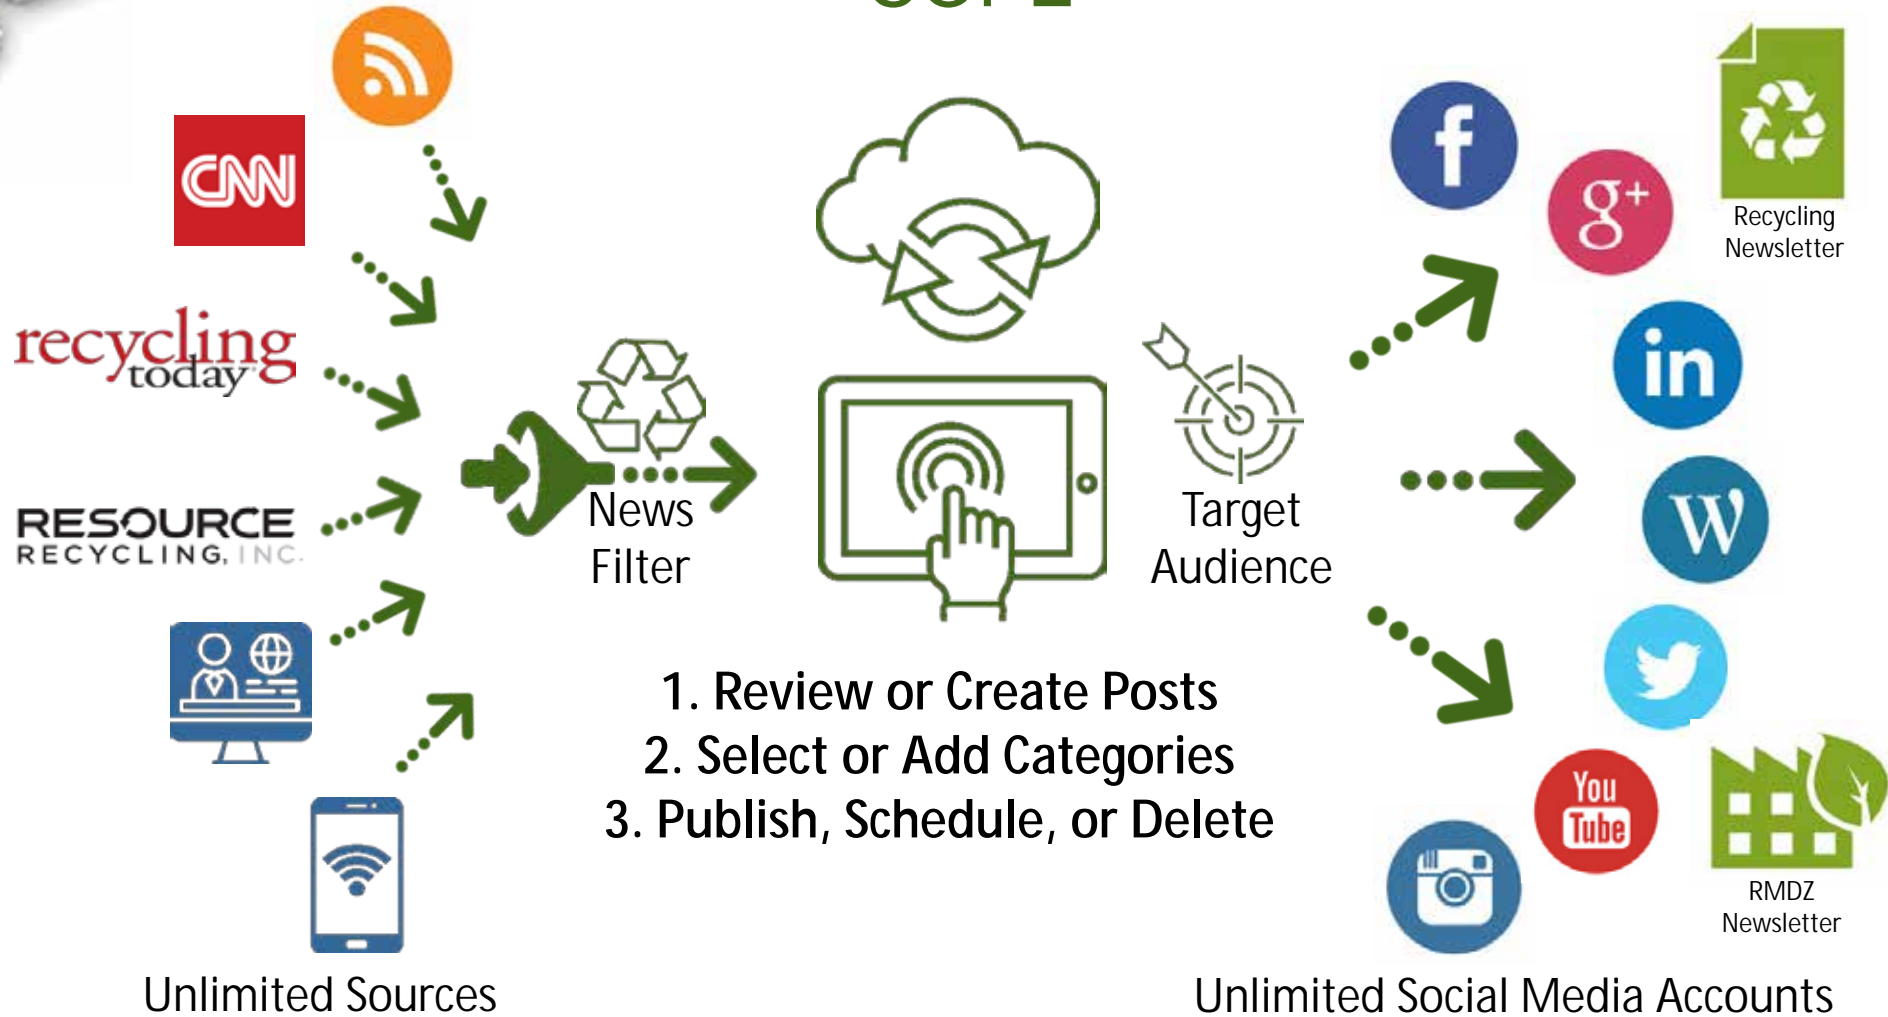 CNN
recycling
today
RESOURCE
RECYCLING, INC.
News
Filter
1. Review or Create Posts
2. Select or Add Categories
3. Publish, Schedule, or Delete
Target
Audience
f
g+
in
W
You
Tube
Recycling
Newsletter
RMDZ
Newsletter
Unlimited Sources
Unlimited Social Media Accounts